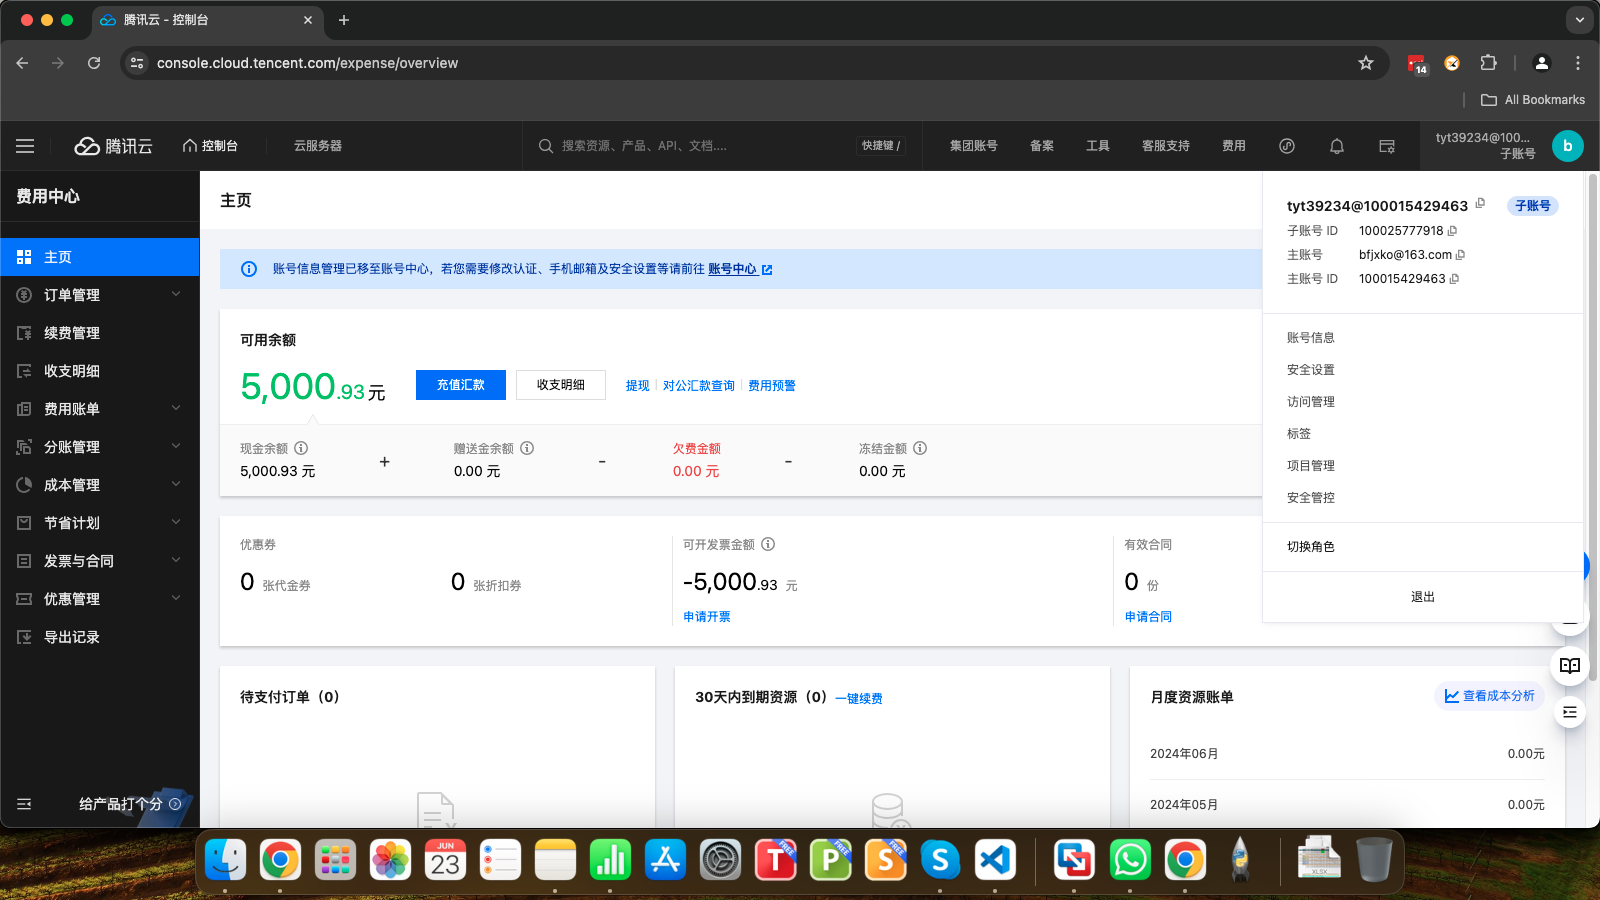 腾讯云 - 控制台
console.cloud.tencent.com/expense/overview
14
All Bookmarks
腾讯云
控制台
云服务器
搜索资源、产品、API、文档....
快捷键 /
集团账号
备案
工具
客服支持
费用
tyt39234@100...
子账号
b
费用中心
主页
订单管理
续费管理
收支明细
费用账单
分账管理
成本管理
节省计划
发票与合同
优惠管理
导出记录
给产品打个分
主页
账号信息管理已移至账号中心，若您需要修改认证、手机邮箱及安全设置等请前往 账号中心
可用余额
5,000.93 元
充值汇款
收支明细
提现
对公汇款查询
费用预警
现金余额
5,000.93 元
+
赠送金余额
0.00 元
-
欠费金额
0.00 元
-
冻结金额
0.00 元
优惠券
0 张代金券
0 张折扣券
可开发票金额
-5,000.93 元
申请开票
有效合同
0 份
申请合同
待支付订单（0）
30天内到期资源（0） 一键续费
月度资源账单
查看成本分析
2024年06月
0.00元
2024年05月
0.00元
tyt39234@100015429463
子账号
子账号 ID 100025777918
主账号 bfjxko@163.com
主账号 ID 100015429463
账号信息
安全设置
访问管理
标签
项目管理
安全管控
切换角色
退出
JUN
23
T
FREE
P
FREE
S
FREE
S
XLSX